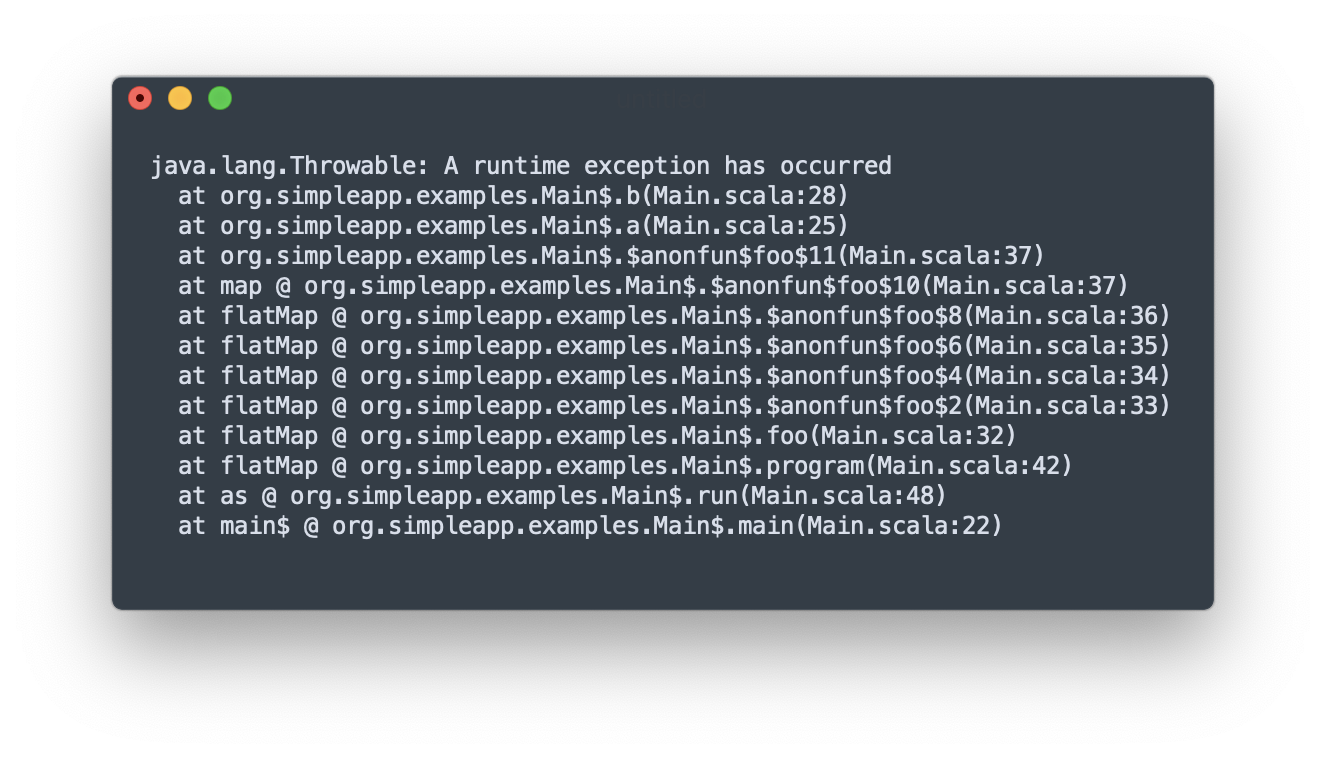 untitled
java.lang.Throwable: A runtime exception has occurred
at org.simpleapp.examples.Main$.b(Main.scala:28)
at org.simpleapp.examples.Main$.a(Main.scala:25)
at org.simpleapp.examples.Main$.$anonfun$foo$11(Main.scala:37)
at map @ org.simpleapp.examples.Main$.$anonfun$foo$10(Main.scala:37)
at flatMap @ org.simpleapp.examples.Main$.$anonfun$foo$8(Main.scala:36)
at flatMap @ org.simpleapp.examples.Main$.$anonfun$foo$6(Main.scala:35)
at flatMap @ org.simpleapp.examples.Main$.$anonfun$foo$4(Main.scala:34)
at flatMap @ org.simpleapp.examples.Main$.$anonfun$foo$2(Main.scala:33)
at flatMap @ org.simpleapp.examples.Main$.foo(Main.scala:32)
at flatMap @ org.simpleapp.examples.Main$.program(Main.scala:42)
at as @ org.simpleapp.examples.Main$.run(Main.scala:48)
at main$ @ org.simpleapp.examples.Main$.main(Main.scala:22)